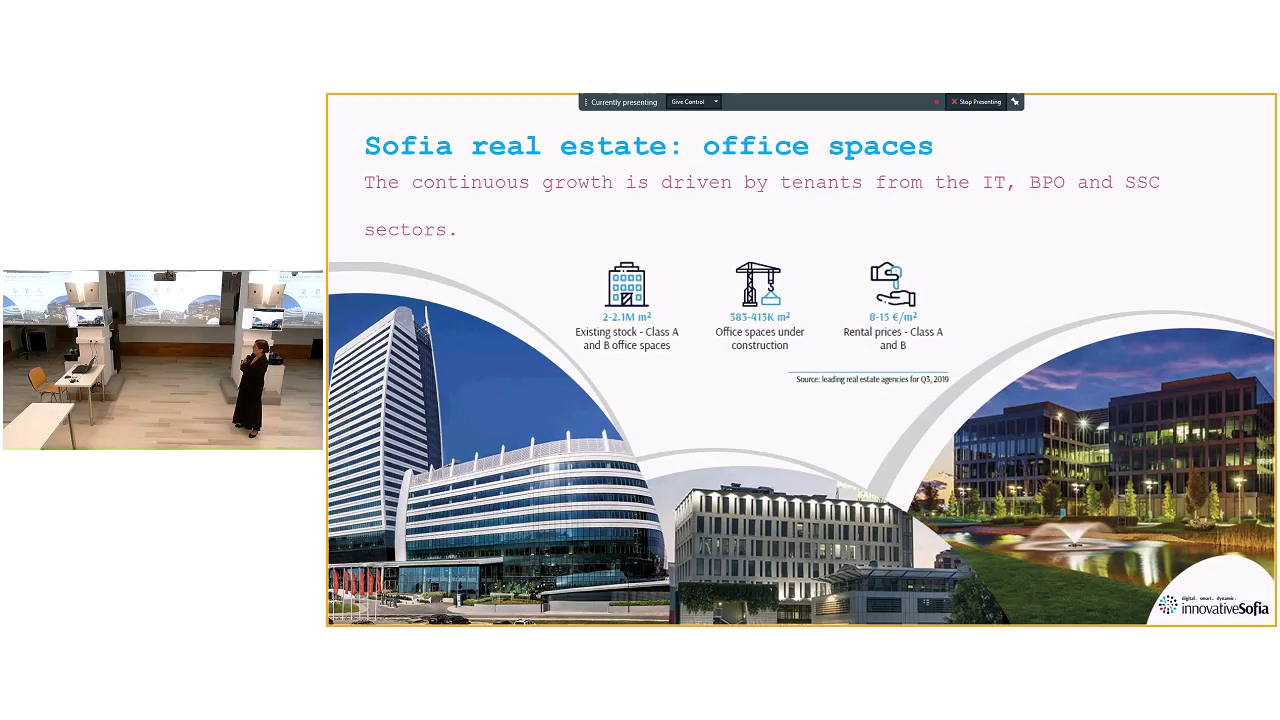 Currently presenting
Give Control
Stop Presenting
Sofia real estate: office spaces
The continuous growth is driven by tenants from the IT, BPO and SSC
sectors.
2-2.1M m²
Existing stock - Class A
and B office spaces
383-413K m²
Office spaces under
construction
8-15 €/m²
Rental prices - Class A
and B
Source: leading real estate agencies for Q3, 2019
digital. smart. dynamic.
innovativeSofia